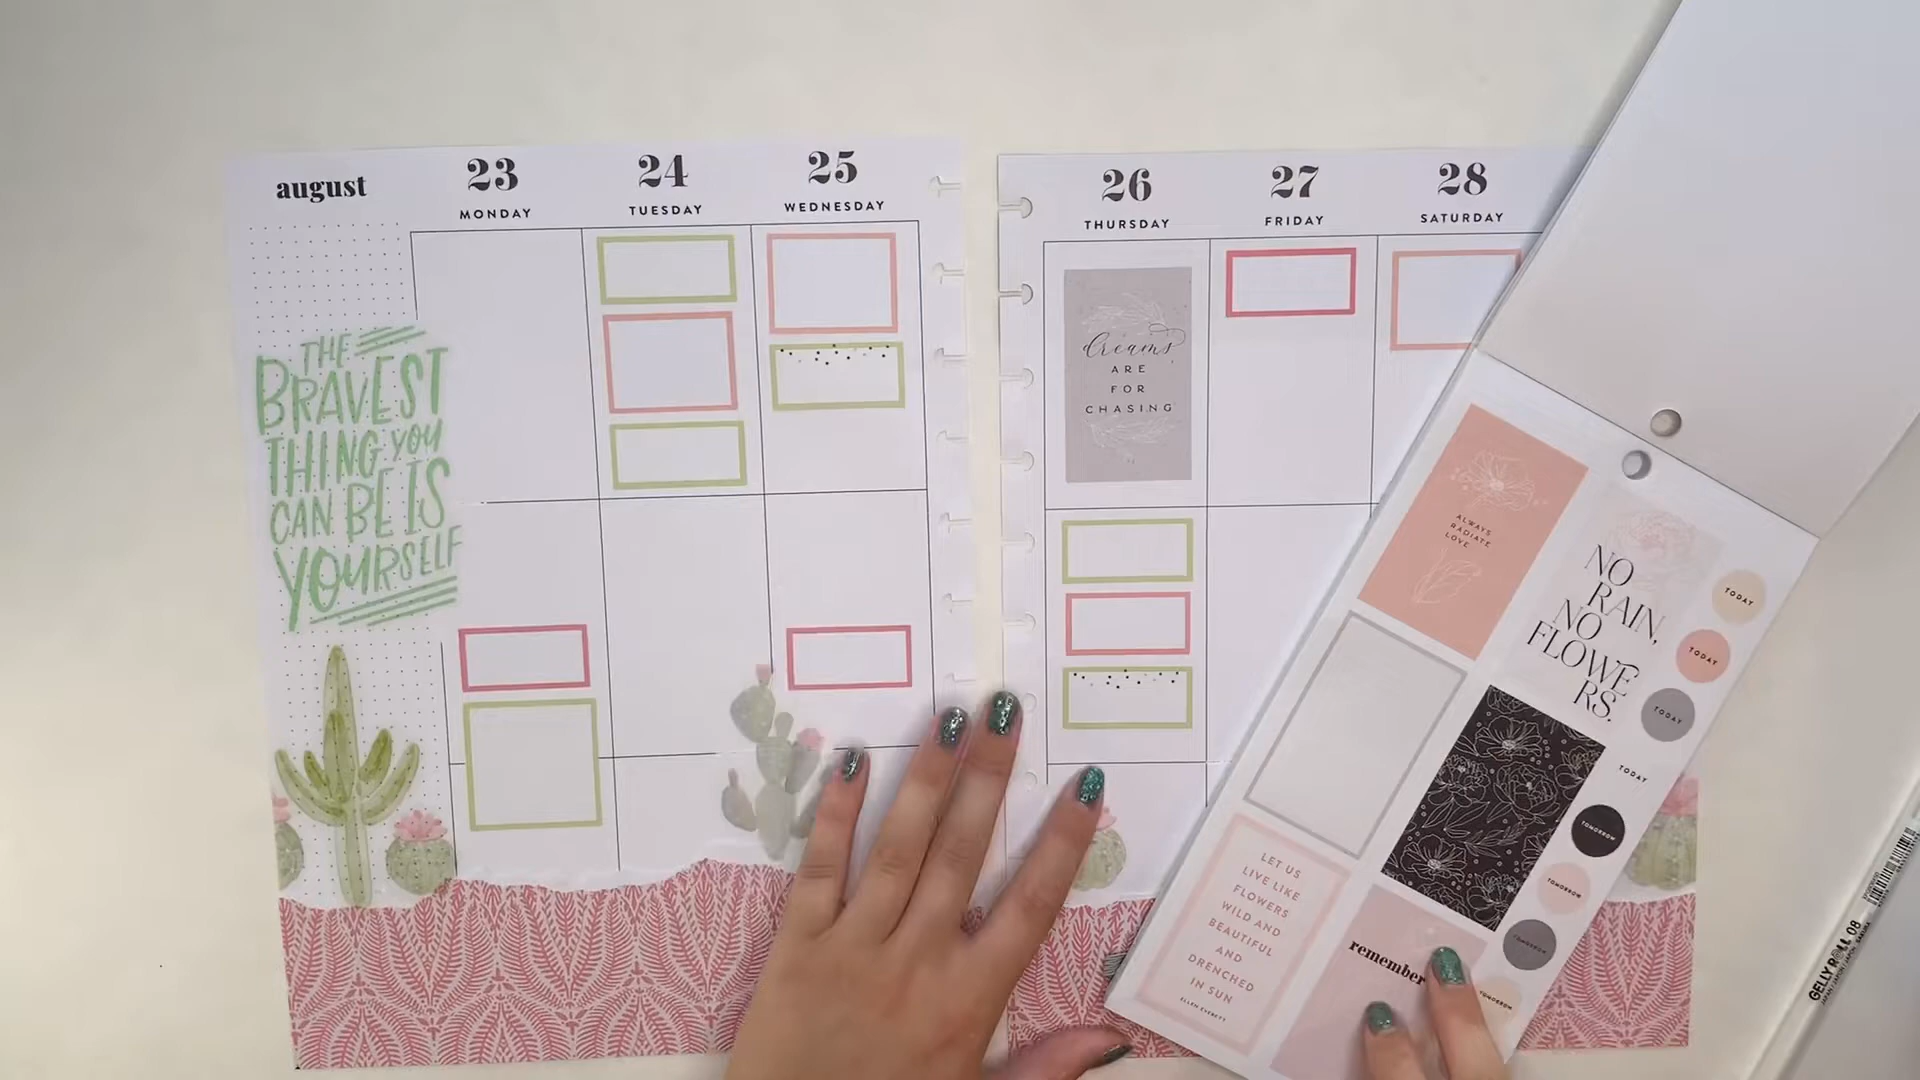 august
23
MONDAY
24
TUESDAY
25
WEDNESDAY
26
THURSDAY
27
FRIDAY
28
SATURDAY
THE
BRAVEST
THING YOU
CAN BE IS
YOURSELF
dreams
ARE
FOR
CHASING
ALWAYS
RADIATE
LOVE
NO
RAIN,
NO
FLOWE
RS.
TODAY
TODAY
TODAY
TODAY
TOMORROW
TOMORROW
TOMORROW
TOMORROW
LET US
LIVE LIKE
FLOWERS
WILD AND
BEAUTIFUL
AND
DRENCHED
IN SUN
ELLEN EVERETT
remember
GELLY ROLL 08